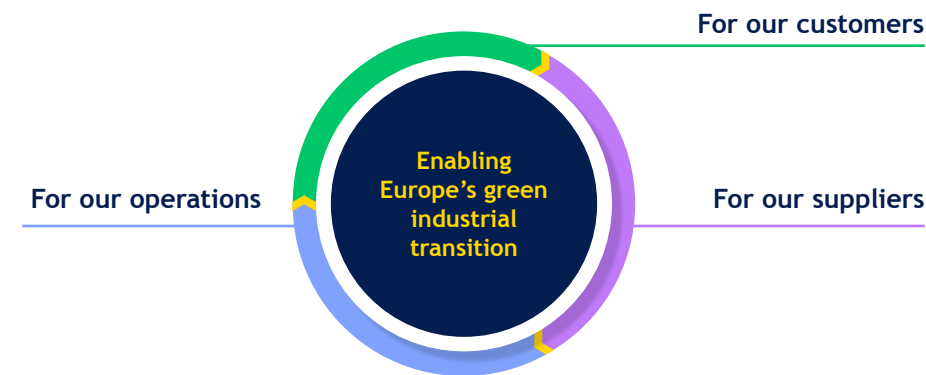 For our customers
Enabling
Europe’s green
industrial
transition
For our operations
For our suppliers